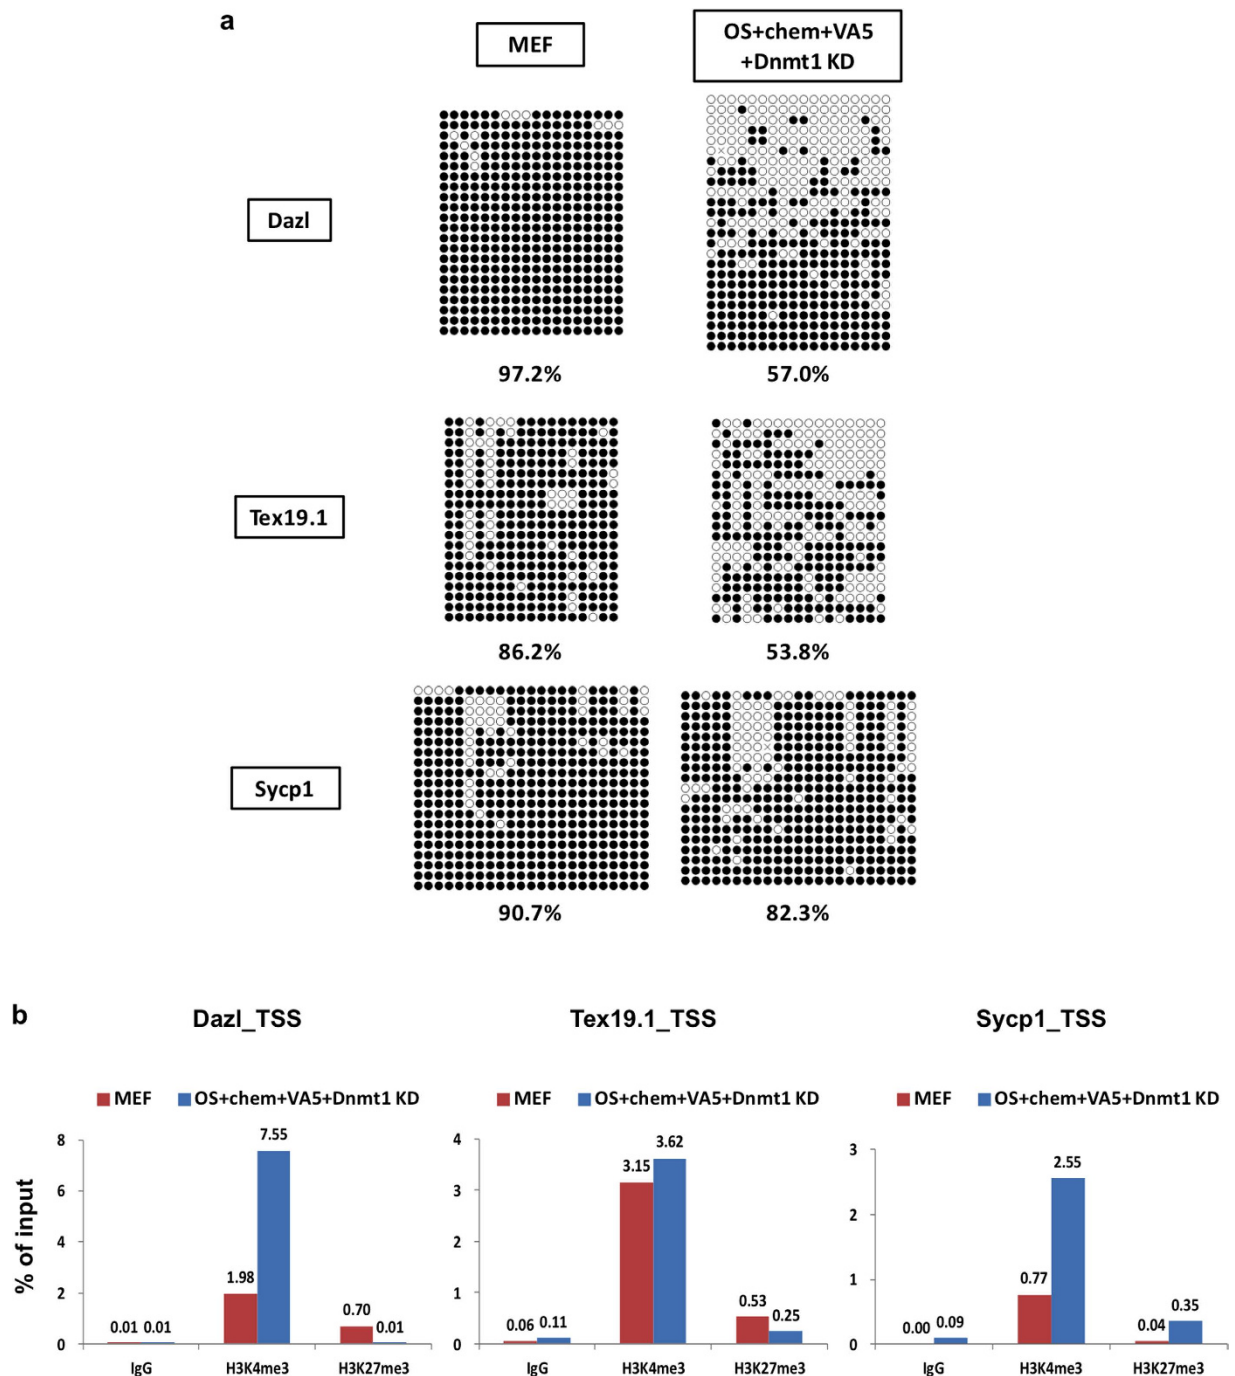 a
MEF
OS+chem+VA5
+Dnmt1 KD
Dazl
97.2%
57.0%
Tex19.1
86.2%
53.8%
Sycp1
90.7%
82.3%
b
Dazl_TSS
Tex19.1_TSS
Sycp1_TSS
MEF
OS+chem+VA5+Dnmt1 KD
MEF
OS+chem+VA5+Dnmt1 KD
MEF
OS+chem+VA5+Dnmt1 KD
% of input
8
6
4
2
0
0.01
0.01
1.98
7.55
0.70
0.01
IgG
H3K4me3
H3K27me3
4
3
2
1
0
0.06
0.11
3.15
3.62
0.53
0.25
IgG
H3K4me3
H3K27me3
3
2
1
0
0.00
0.09
0.77
2.55
0.04
0.35
IgG
H3K4me3
H3K27me3